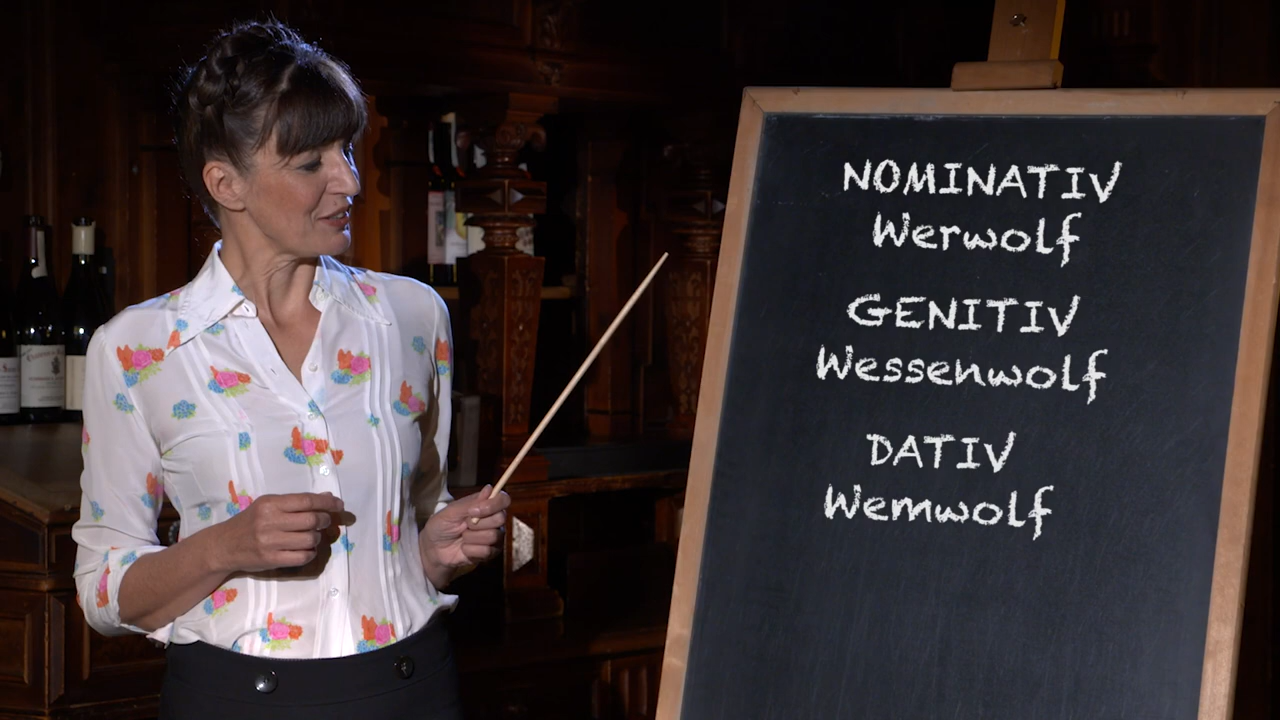 NOMINATIV
Werwolf
GENITIV
Wessenwolf
DATIV
Wemwolf